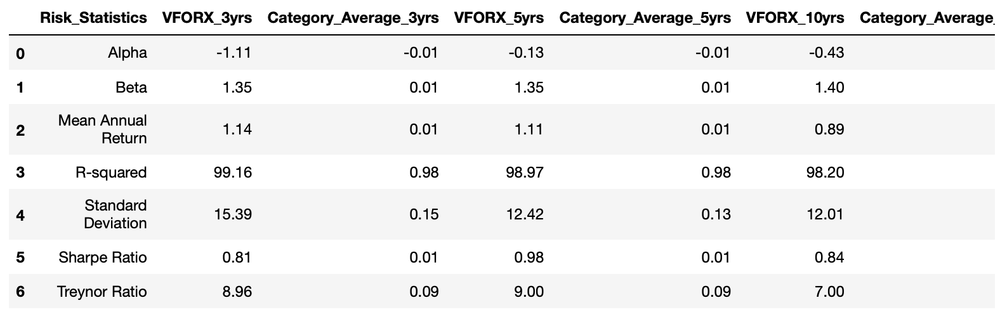 Risk_Statistics VFORX_3yrs Category_Average_3yrs VFORX_5yrs Category_Average_5yrs VFORX_10yrs Category_Average_
0 Alpha -1.11 -0.01 -0.13 -0.01 -0.43
1 Beta 1.35 0.01 1.35 0.01 1.40
2 Mean Annual Return 1.14 0.01 1.11 0.01 0.89
3 R-squared 99.16 0.98 98.97 0.98 98.20
4 Standard Deviation 15.39 0.15 12.42 0.13 12.01
5 Sharpe Ratio 0.81 0.01 0.98 0.01 0.84
6 Treynor Ratio 8.96 0.09 9.00 0.09 7.00